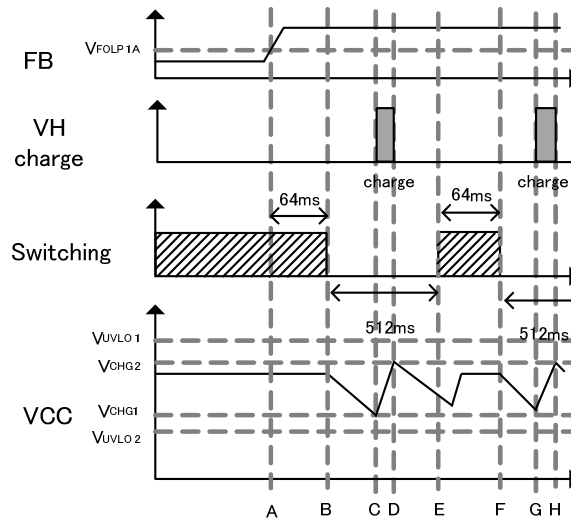 FB
VFOLP1A
VH
charge
charge
charge
64ms
64ms
Switching
512ms
512ms
VUVLO1
VCHG2
VCC
VCHG1
VUVLO2
A B C D E F G H